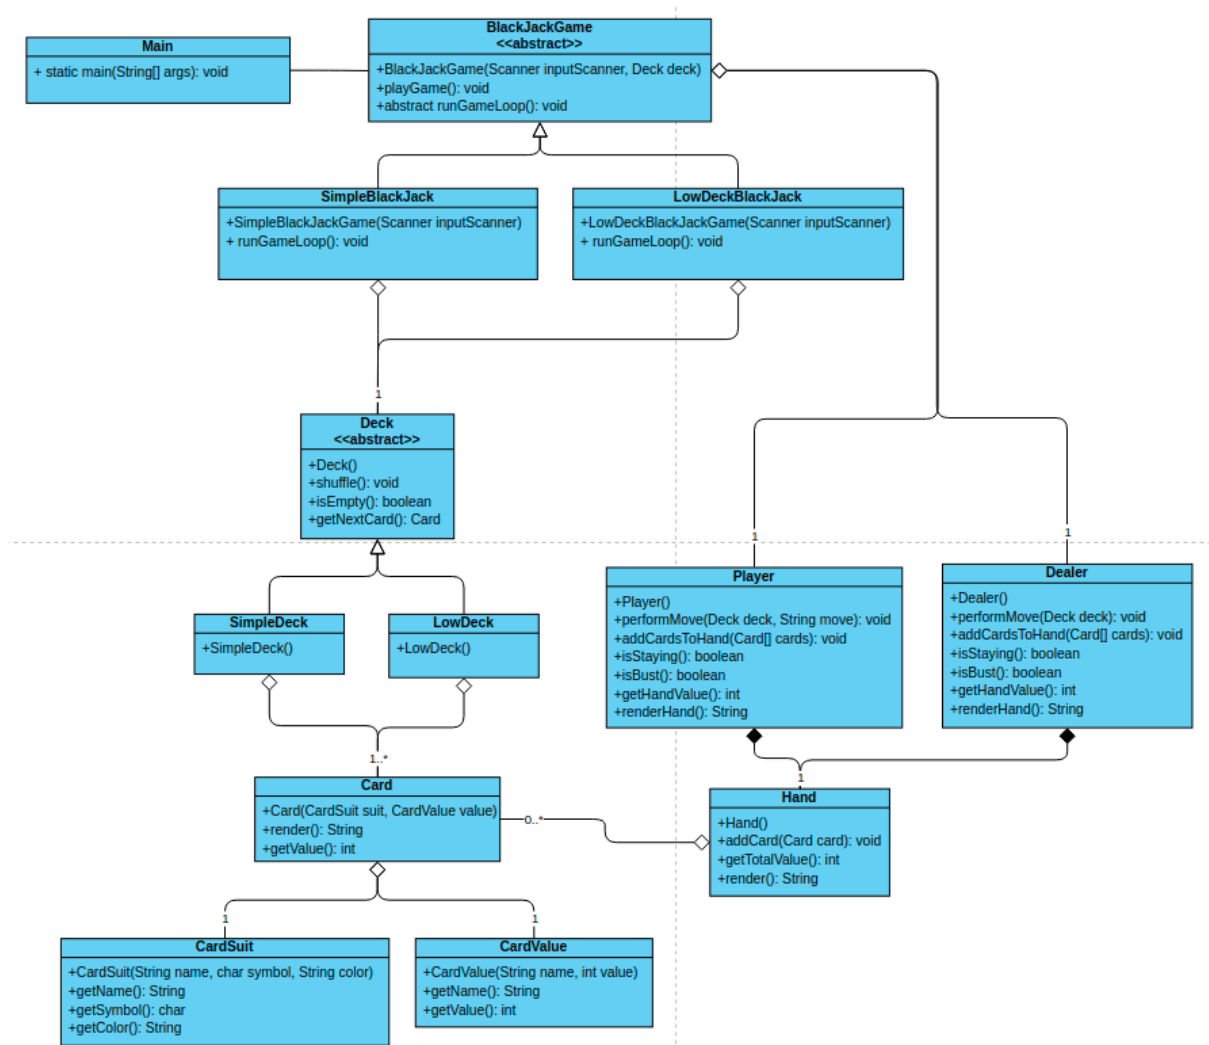 Main
+ static main(String[] args): void
BlackJackGame
<<abstract>>
+BlackJackGame(Scanner inputScanner, Deck deck)
+playGame(): void
+abstract runGameLoop(): void
SimpleBlackJack
+SimpleBlackJackGame(Scanner inputScanner)
+ runGameLoop(): void
LowDeckBlackJack
+LowDeckBlackJackGame(Scanner inputScanner)
+ runGameLoop(): void
1
Deck
<<abstract>>
+Deck()
+shuffle(): void
+isEmpty(): boolean
+getNextCard(): Card
1
1
SimpleDeck
+SimpleDeck()
LowDeck
+LowDeck()
Player
+Player()
+performMove(Deck deck, String move): void
+addCardsToHand(Card[] cards): void
+isStaying(): boolean
+isBust(): boolean
+getHandValue(): int
+renderHand(): String
Dealer
+Dealer()
+performMove(Deck deck): void
+addCardsToHand(Card[] cards): void
+isStaying(): boolean
+isBust(): boolean
+getHandValue(): int
+renderHand(): String
1..*
Card
+Card(CardSuit suit, CardValue value)
+render(): String
+getValue(): int
0..*
1
Hand
+Hand()
+addCard(Card card): void
+getTotalValue(): int
+render(): String
1
1
CardSuit
+CardSuit(String name, char symbol, String color)
+getName(): String
+getSymbol(): char
+getColor(): String
CardValue
+CardValue(String name, int value)
+getName(): String
+getValue(): int